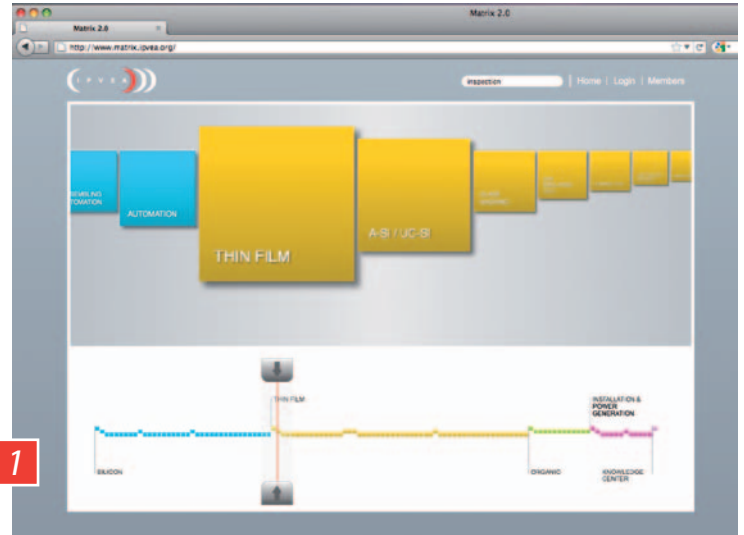 Matrix 2.0
Matrix 2.0
http://www.matrix.ipvea.org/
I P V E A
inspection
Home | Login | Members
AUTOMATION
THIN FILM
A-SI / UC-SI
THIN FILM
INSTALLATION &
POWER
GENERATION
SILICON
ORGANIC
KNOWLEDGE
CENTER
1